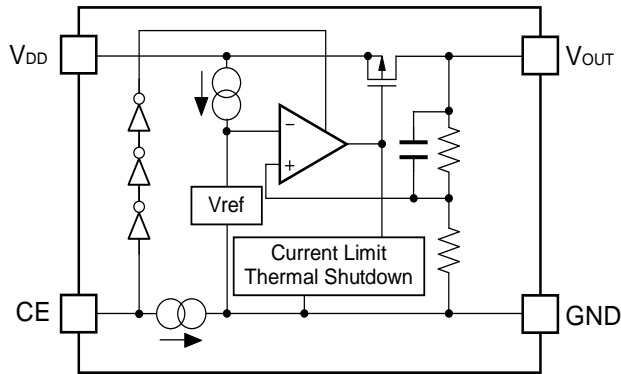 VDD
VOUT
−
+
Vref
Current Limit
Thermal Shutdown
CE
GND